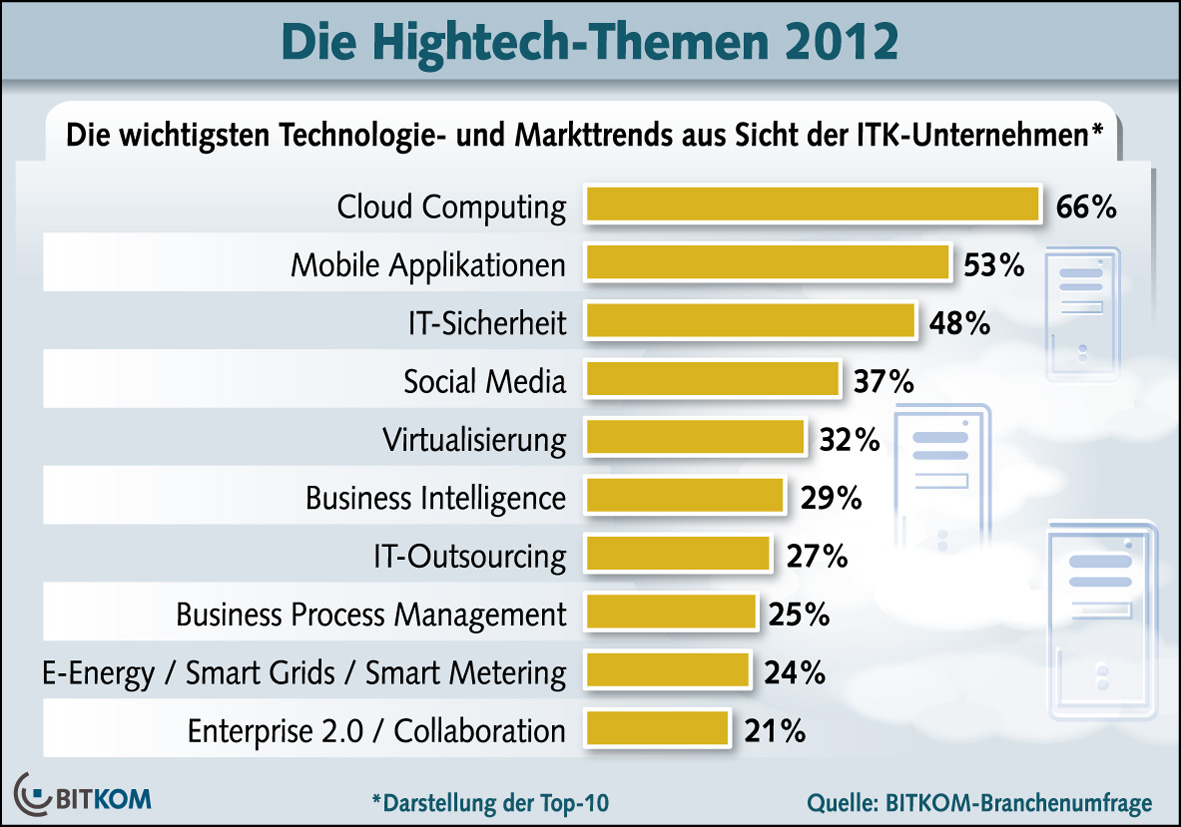 Die Hightech-Themen 2012
Die wichtigsten Technologie- und Markttrends aus Sicht der ITK-Unternehmen*
Cloud Computing 66%
Mobile Applikationen 53%
IT-Sicherheit 48%
Social Media 37%
Virtualisierung 32%
Business Intelligence 29%
IT-Outsourcing 27%
Business Process Management 25%
E-Energy / Smart Grids / Smart Metering 24%
Enterprise 2.0 / Collaboration 21%
BITKOM *Darstellung der Top-10 Quelle: BITKOM-Branchenumfrage